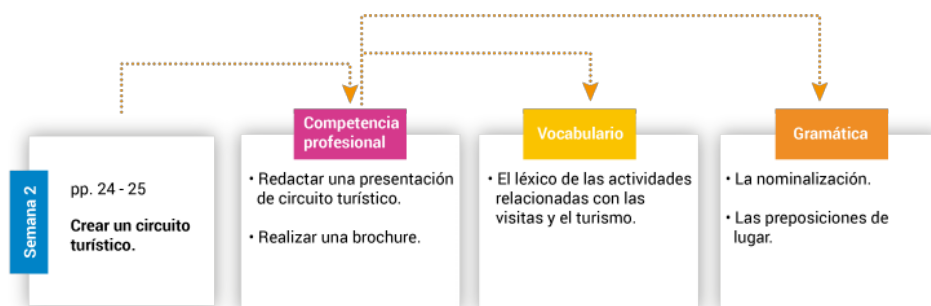 Semana 2
pp. 24 - 25
Crear un circuito
turístico.
Competencia
profesional
• Redactar una presentación
de circuito turístico.
• Realizar una brochure.
Vocabulario
• El léxico de las actividades
relacionadas con las
visitas y el turismo.
Gramática
• La nominalización.
• Las preposiciones de
lugar.